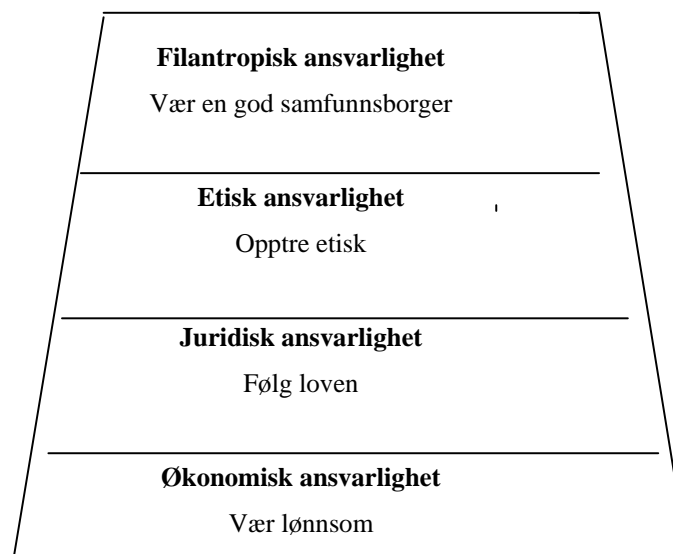 Filantropisk ansvarlighet
Vær en god samfunnsborger
Etisk ansvarlighet
Opptre etisk
Juridisk ansvarlighet
Følg loven
Økonomisk ansvarlighet
Vær lønnsom